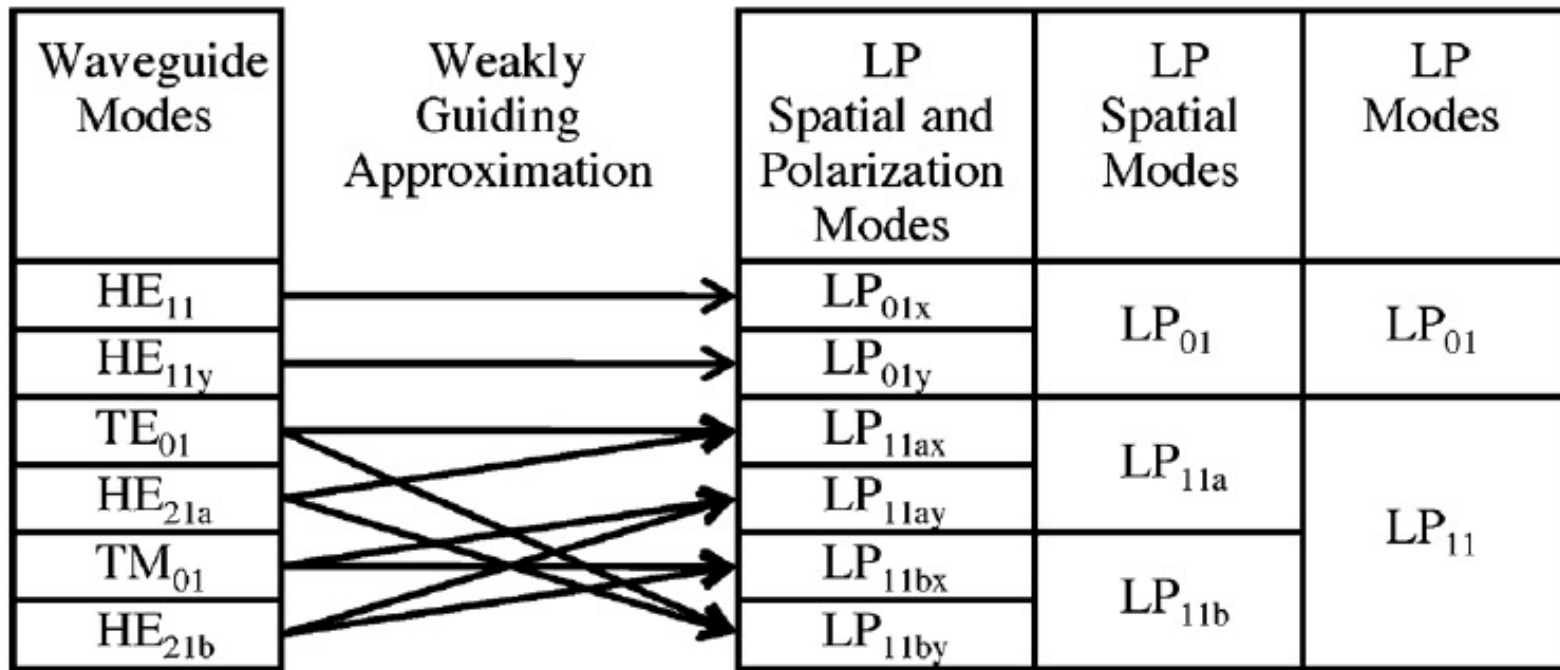 Waveguide
Modes
Weakly
Guiding
Approximation
LP
Spatial and
Polarization
Modes
LP
Spatial
Modes
LP
Modes
HE11
LP01x
LP01
LP01
HE11y
LP01y
TE01
LP11ax
LP11a
LP11
HE21a
LP11ay
TM01
LP11bx
LP11b
HE21b
LP11by